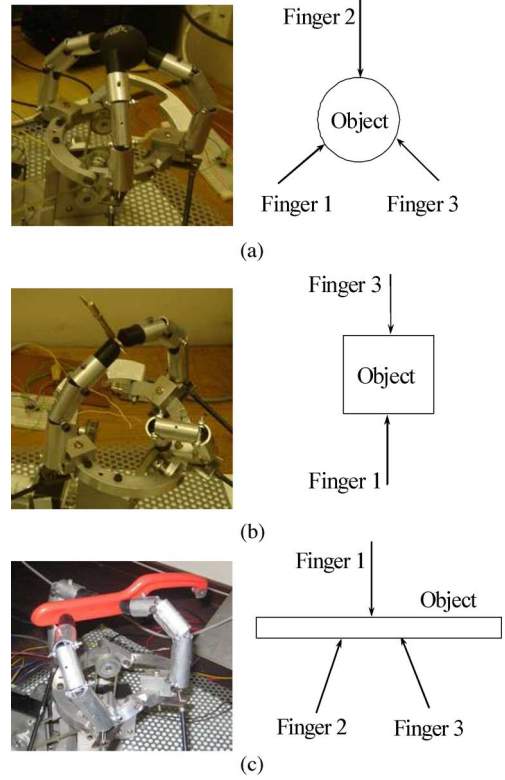 Finger 2
Object
Finger 1
Finger 3
(a)
Finger 3
Object
Finger 1
(b)
Finger 1
Object
Finger 2
Finger 3
(c)